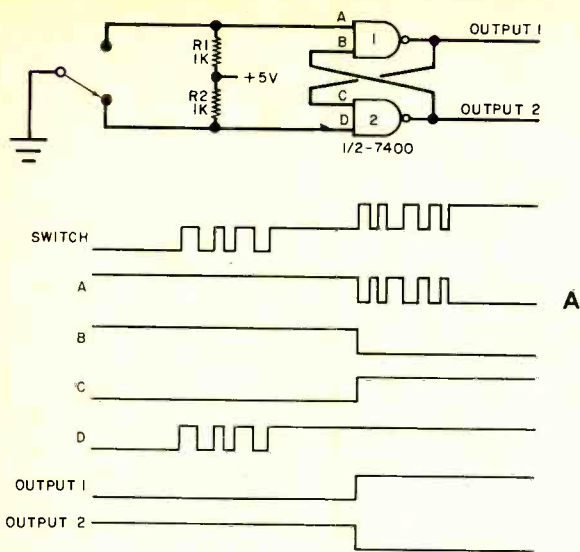 A
OUTPUT 1
R1
1K
B
1
+5V
R2
1K
C
OUTPUT 2
D
2
1/2-7400
SWITCH
A
A
B
C
D
OUTPUT 1
OUTPUT 2